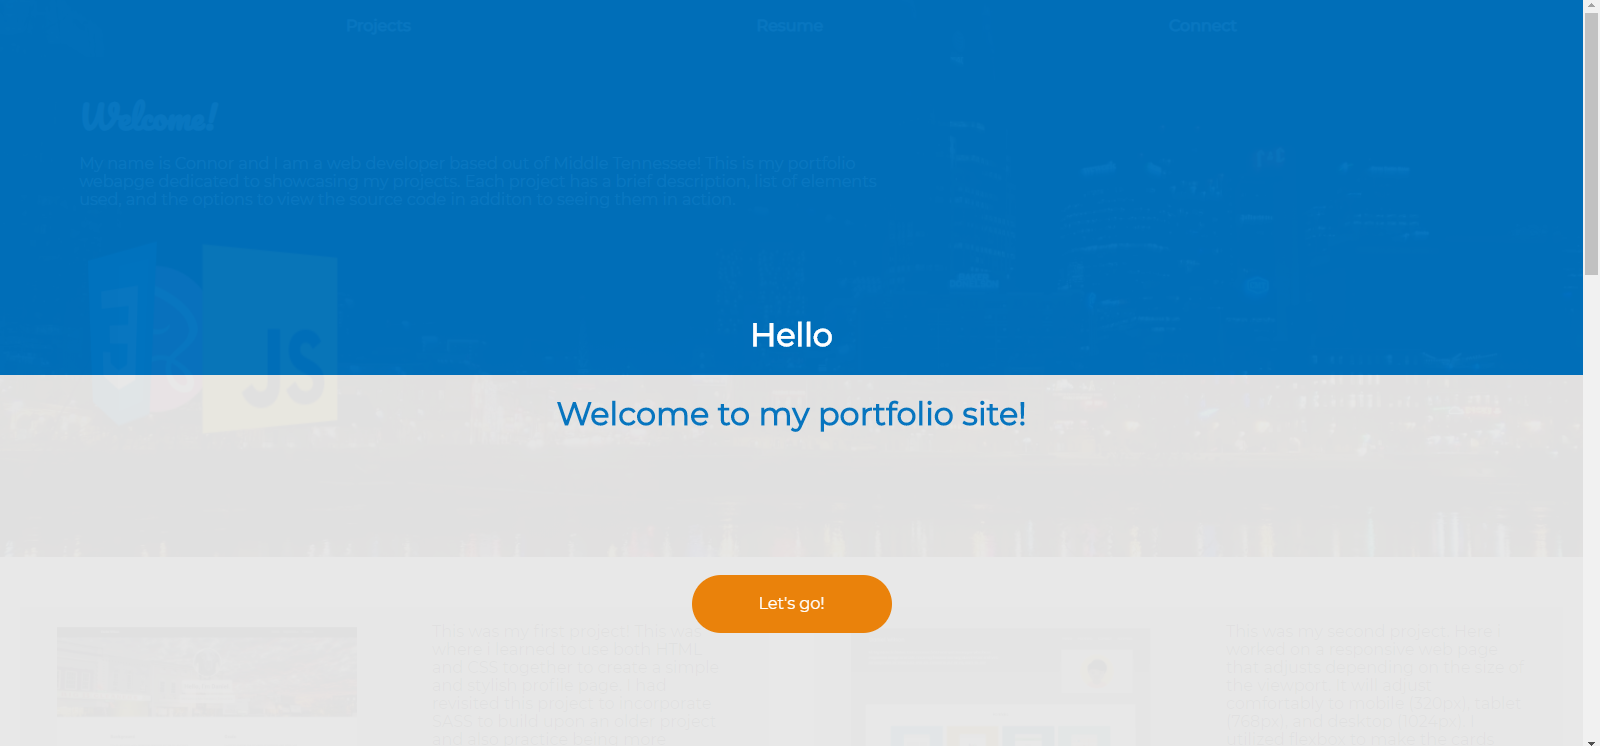 Projects
Resume
Connect
Welcome!
My name is Connor and I am a web developer based out of Middle Tennessee! This is my portfolio
webapge dedicated to showcasing my projects. Each project has a brief description, list of elements
used, and the options to view the source code in additon to seeing them in action.
3
JS
Hello
Welcome to my portfolio site!
Let's go!
This was my first project! This was
where I learned to use both HTML
and CSS together to create a simple
and stylish profile page. I had
revisited this project to incorporate
SASS to build upon an older project
and also practice being more
This was my second project. Here I
worked on a responsive web page
that adjusts depending on the size of
the viewport. It will adjust
comfortably to mobile (320px), tablet
(768px), and desktop (1024px). I
utilized flexbox to make the cards